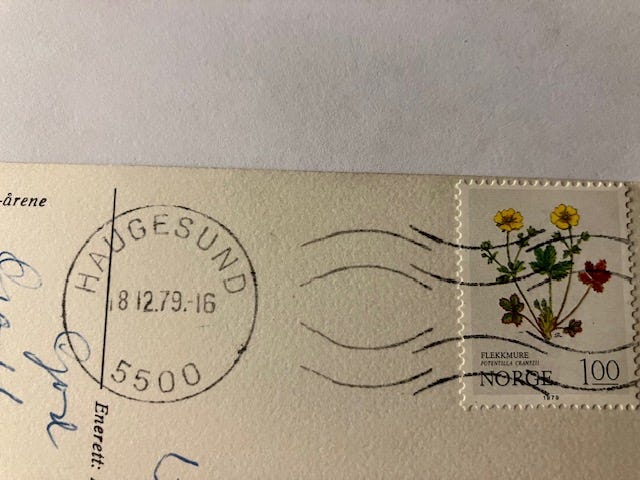 -årene
HAUGESUND
18 12.79.-16
5500
Enerett:
FLEKKMURE
POTENTILLA CRANTZII
NORGE 1.00
1979